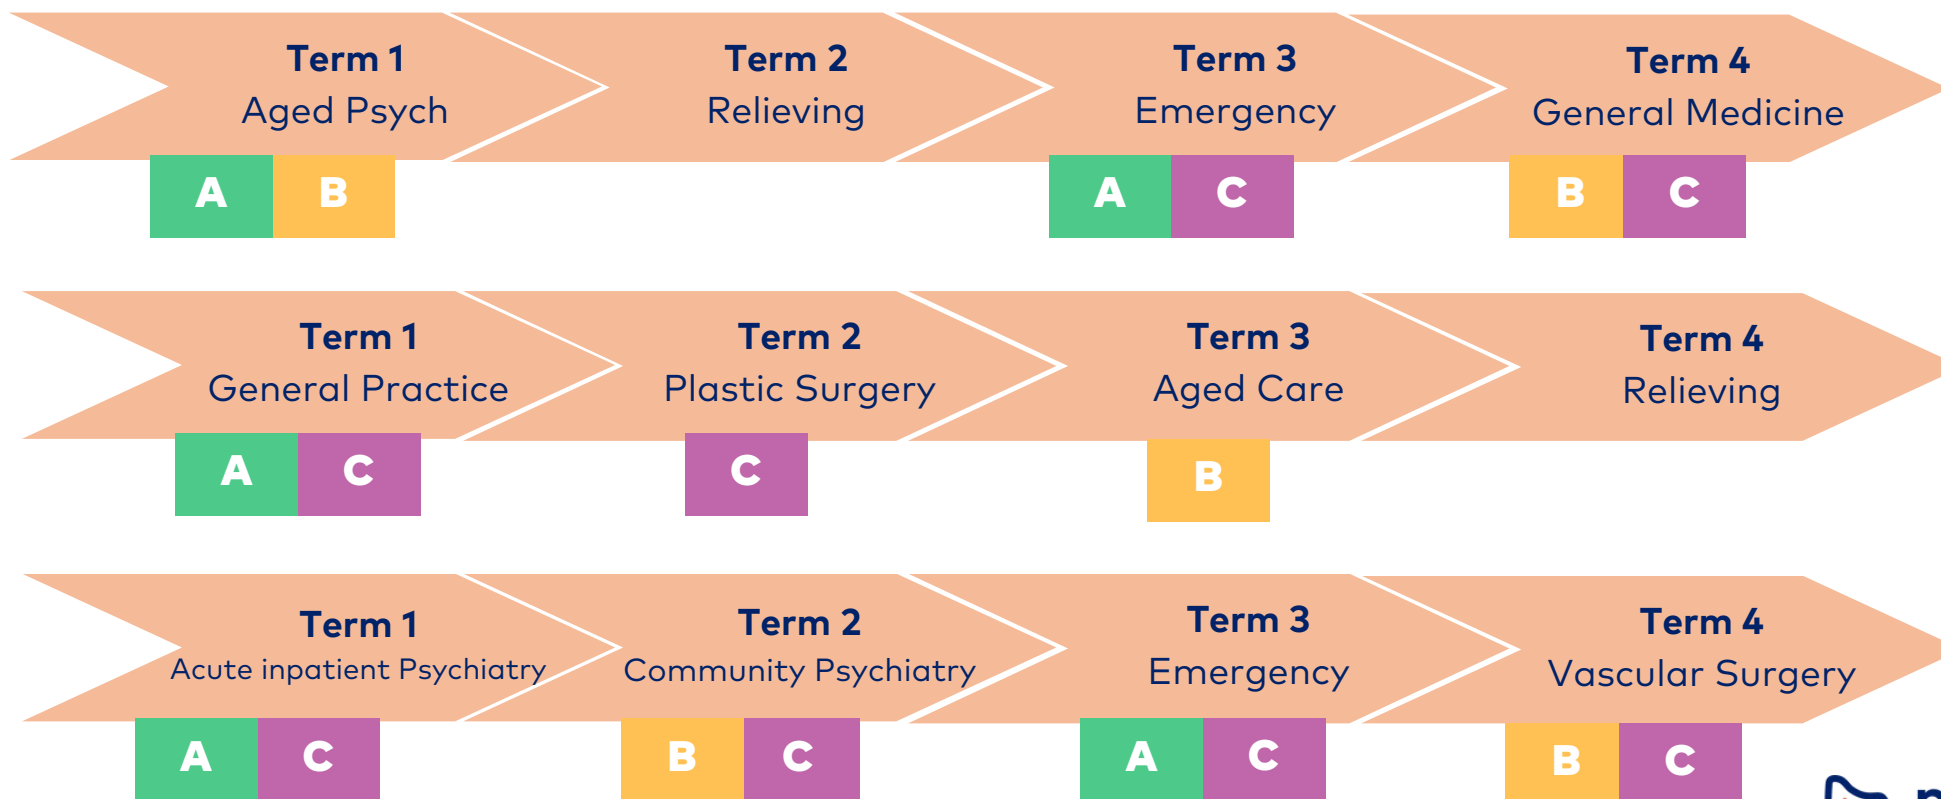 Term 1
Aged Psych
Term 2
Relieving
Term 3
Emergency
Term 4
General Medicine
A B
A C
B C
Term 1
General Practice
Term 2
Plastic Surgery
Term 3
Aged Care
Term 4
Relieving
A C
C
B
Term 1
Acute inpatient Psychiatry
Term 2
Community Psychiatry
Term 3
Emergency
Term 4
Vascular Surgery
A C
B C
A C
B C